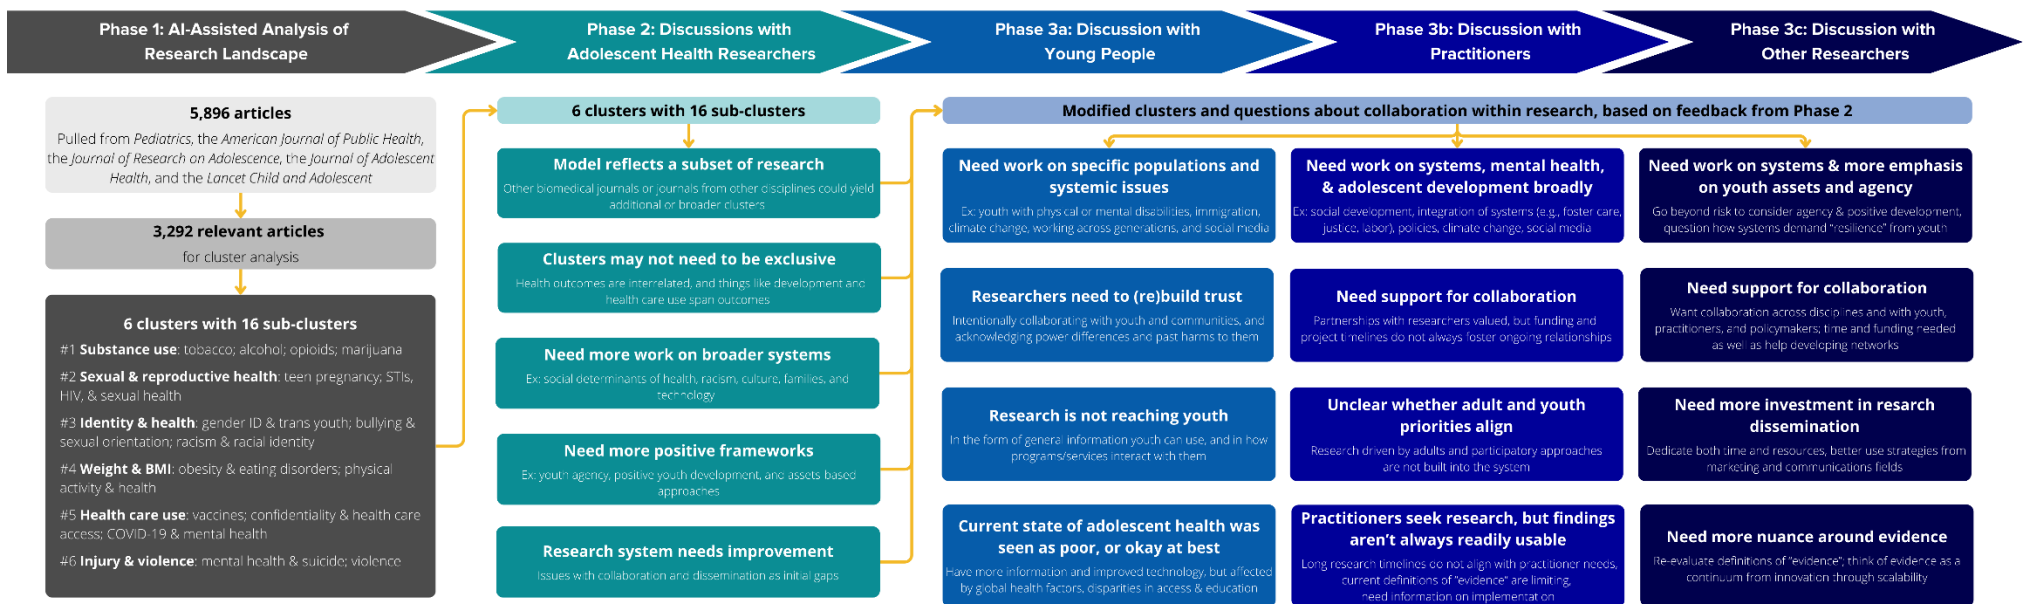 Phase 1: AI-Assisted Analysis of
Research Landscape
Phase 2: Discussions with
Adolescent Health Researchers
Phase 3a: Discussion with
Young People
Phase 3b: Discussion with
Practitioners
Phase 3c: Discussion with
Other Researchers
5,896 articles
Pulled from Pediatrics, the American Journal of Public Health,
the Journal of Research on Adolescence, the Journal of Adolescent
Health, and the Lancet Child and Adolescent
3,292 relevant articles
for cluster analysis
6 clusters with 16 sub-clusters
#1 Substance use: tobacco; alcohol; opioids; marijuana
#2 Sexual & reproductive health: teen pregnancy; STIs,
HIV, & sexual health
#3 Identity & health: gender ID & trans youth; bullying &
sexual orientation; racism & racial identity
#4 Weight & BMI: obesity & eating disorders; physical
activity & health
#5 Health care use: vaccines; confidentiality & health care
access; COVID-19 & mental health
#6 Injury & violence: mental health & suicide; violence
6 clusters with 16 sub-clusters
Model reflects a subset of research
Other biomedical journals or journals from other disciplines could yield
additional or broader clusters
Clusters may not need to be exclusive
Health outcomes are interrelated, and things like development and
health care use span outcomes
Need more work on broader systems
Ex: social determinants of health, racism, culture, families, and
technology
Need more positive frameworks
Ex: youth agency, positive youth development, and assets based
approaches
Research system needs improvement
Issues with collaboration and dissemination as initial gaps
Modified clusters and questions about collaboration within research, based on feedback from Phase 2
Need work on specific populations and
systemic issues
Ex: youth with physical or mental disabilities, immigration,
climate change, working across generations, and social media
Researchers need to (re)build trust
Intentionally collaborating with youth and communities, and
acknowledging power differences and past harms to them
Research is not reaching youth
In the form of general information youth can use, and in how
programs/services interact with them
Current state of adolescent health was
seen as poor, or okay at best
Have more information and improved technology, but affected
by global health factors, disparities in access & education
Need work on systems, mental health,
& adolescent development broadly
Ex: social development, integration of systems (e.g., foster care,
justice, labor), policies, climate change, social media
Need support for collaboration
Partnerships with researchers valued, but funding and
project timelines do not always foster ongoing relationships
Unclear whether adult and youth
priorities align
Research driven by adults and participatory approaches
are not built into the system
Practitioners seek research, but findings
aren't always readily usable
Long research timelines do not align with practitioner needs,
current definitions of "evidence" are limiting,
need information on implementation
Need work on systems & more emphasis
on youth assets and agency
Go beyond risk to consider agency & positive development,
question how systems demand "resilience" from youth
Need support for collaboration
Want collaboration across disciplines and with youth,
practitioners, and policymakers; time and funding needed
as well as help developing networks
Need more investment in resarch
dissemination
Dedicate both time and resources, better use strategies from
marketing and communications fields
Need more nuance around evidence
Re-evaluate definitions of "evidence"; think of evidence as a
continuum from innovation through scalability